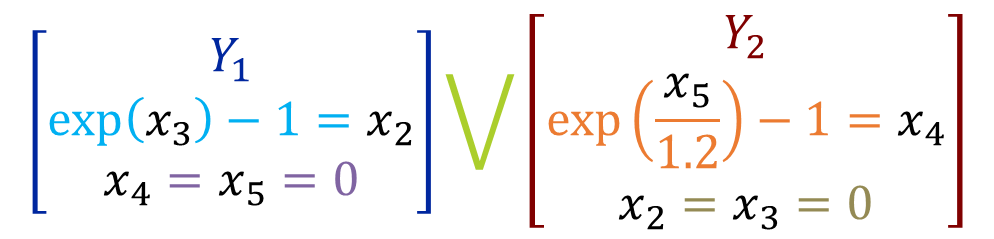 Y₁
exp(x₃) − 1 = x₂
x₄ = x₅ = 0
⋁
Y₂
exp(x₅/1.2) − 1 = x₄
x₂ = x₃ = 0